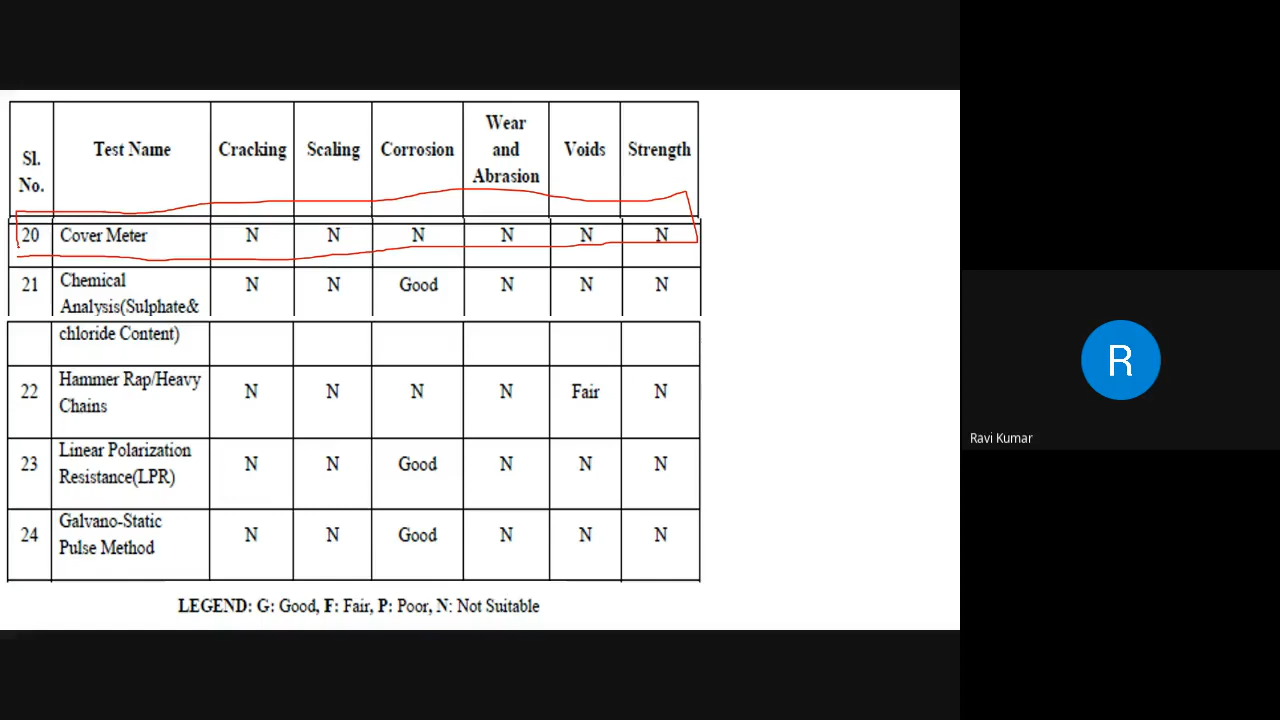 Sl. No. Test Name Cracking Scaling Corrosion Wear and Abrasion Voids Strength
20 Cover Meter N N N N N N
21 Chemical Analysis(Sulphate& N N Good N N N
chloride Content)
22 Hammer Rap/Heavy Chains N N N N Fair N
23 Linear Polarization Resistance(LPR) N N Good N N N
24 Galvano-Static Pulse Method N N Good N N N
LEGEND: G: Good, F: Fair, P: Poor, N: Not Suitable
R
Ravi Kumar